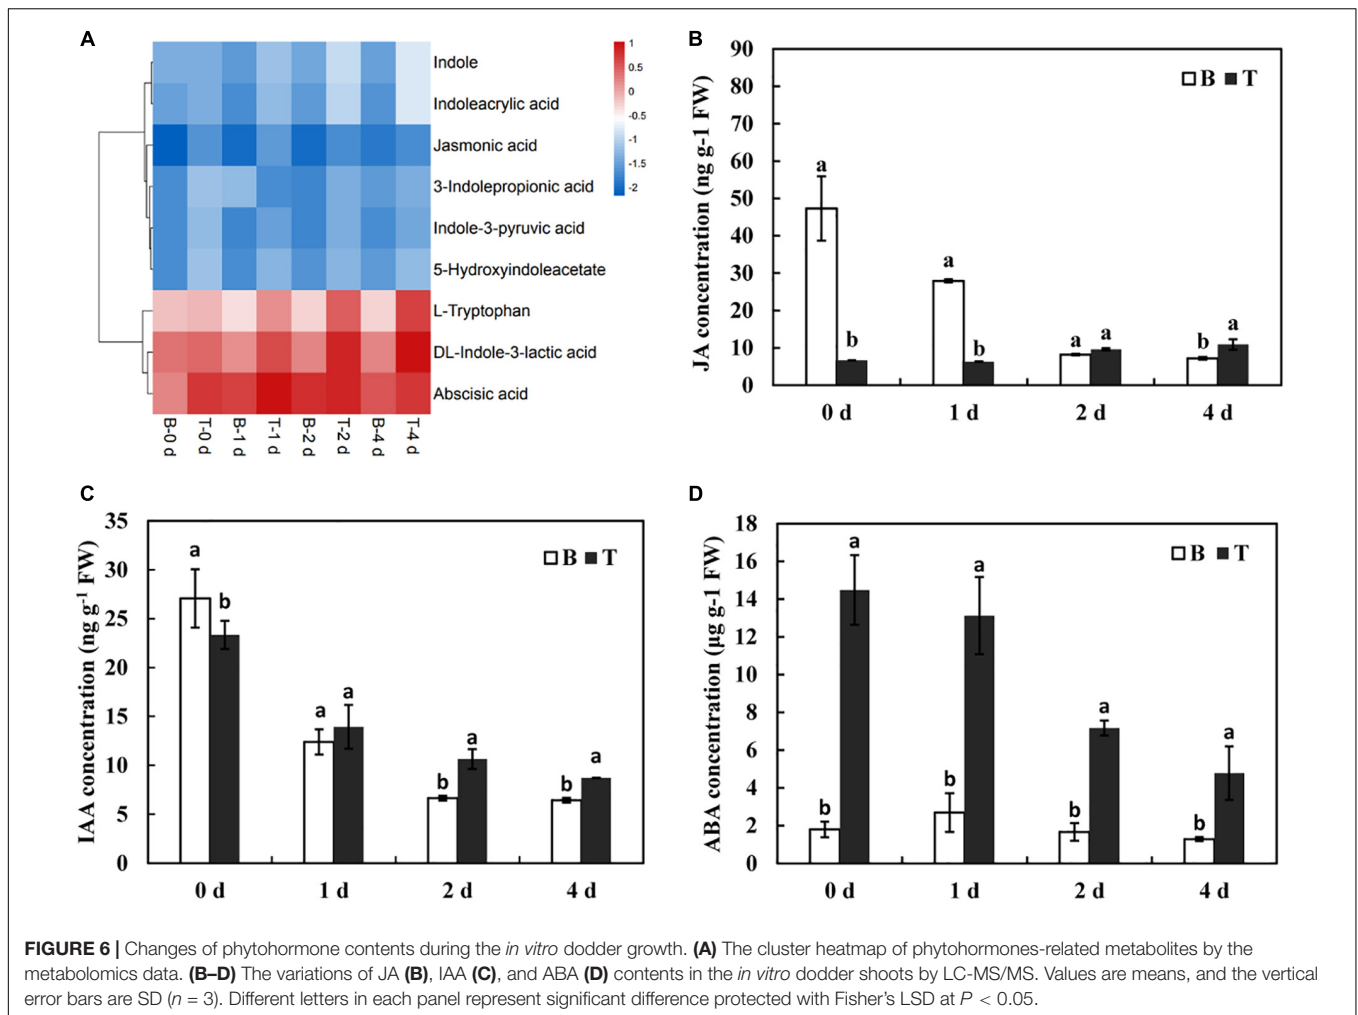 A
1
0.5
0
-0.5
-1
-1.5
-2
Indole
Indoleacrylic acid
Jasmonic acid
3-Indolepropionic acid
Indole-3-pyruvic acid
5-Hydroxyindoleacetate
L-Tryptophan
DL-Indole-3-lactic acid
Abscisic acid
B-0 d
T-0 d
B-1 d
T-1 d
B-2 d
T-2 d
B-4 d
T-4 d
B
JA concentration (ng g-1 FW)
90
80
70
60
50
40
30
20
10
0
B T
a
b
a
b
a
a
b
a
0 d 1 d 2 d 4 d
C
IAA concentration (ng g-1 FW)
35
30
25
20
15
10
5
0
B T
a
b
a
a
b
a
b
a
0 d 1 d 2 d 4 d
D
ABA concentration (µg g-1 FW)
18
16
14
12
10
8
6
4
2
0
B T
b
a
b
a
b
a
b
a
0 d 1 d 2 d 4 d
FIGURE 6 | Changes of phytohormone contents during the in vitro dodder growth. (A) The cluster heatmap of phytohormones-related metabolites by the
metabolomics data. (B–D) The variations of JA (B), IAA (C), and ABA (D) contents in the in vitro dodder shoots by LC-MS/MS. Values are means, and the vertical
error bars are SD (n = 3). Different letters in each panel represent significant difference protected with Fisher's LSD at P < 0.05.